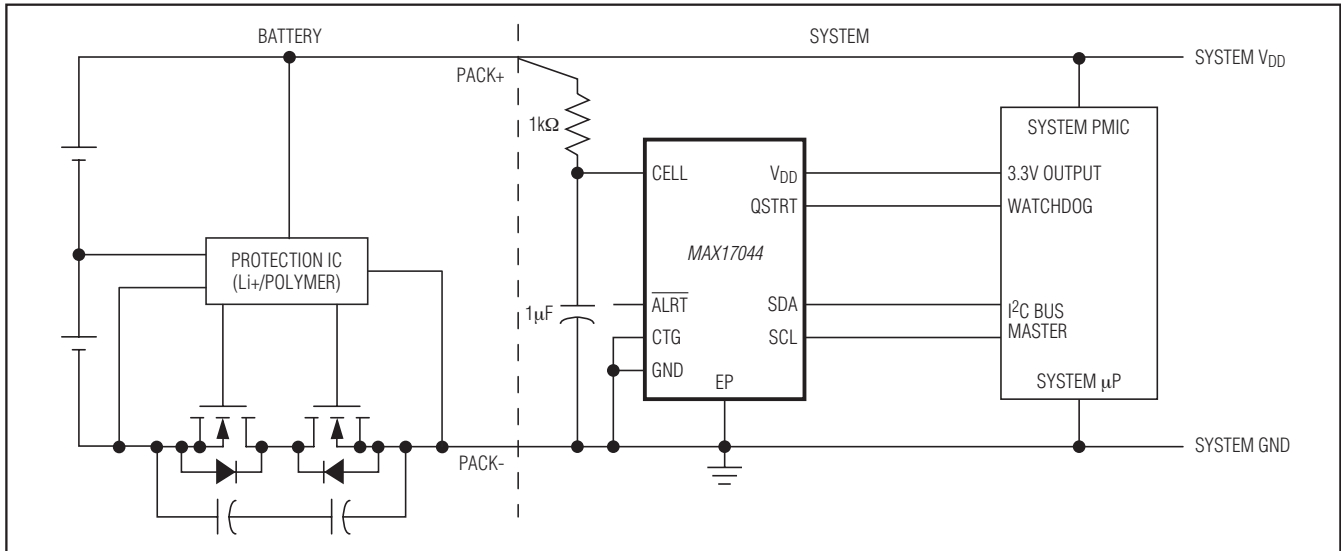 BATTERY
SYSTEM
PACK+
SYSTEM VDD
1kΩ
SYSTEM PMIC
CELL
VDD
3.3V OUTPUT
QSTRT
WATCHDOG
MAX17044
PROTECTION IC
(Li+/POLYMER)
1µF
ALRT
SDA
I²C BUS
MASTER
CTG
SCL
GND
EP
SYSTEM µP
PACK-
SYSTEM GND